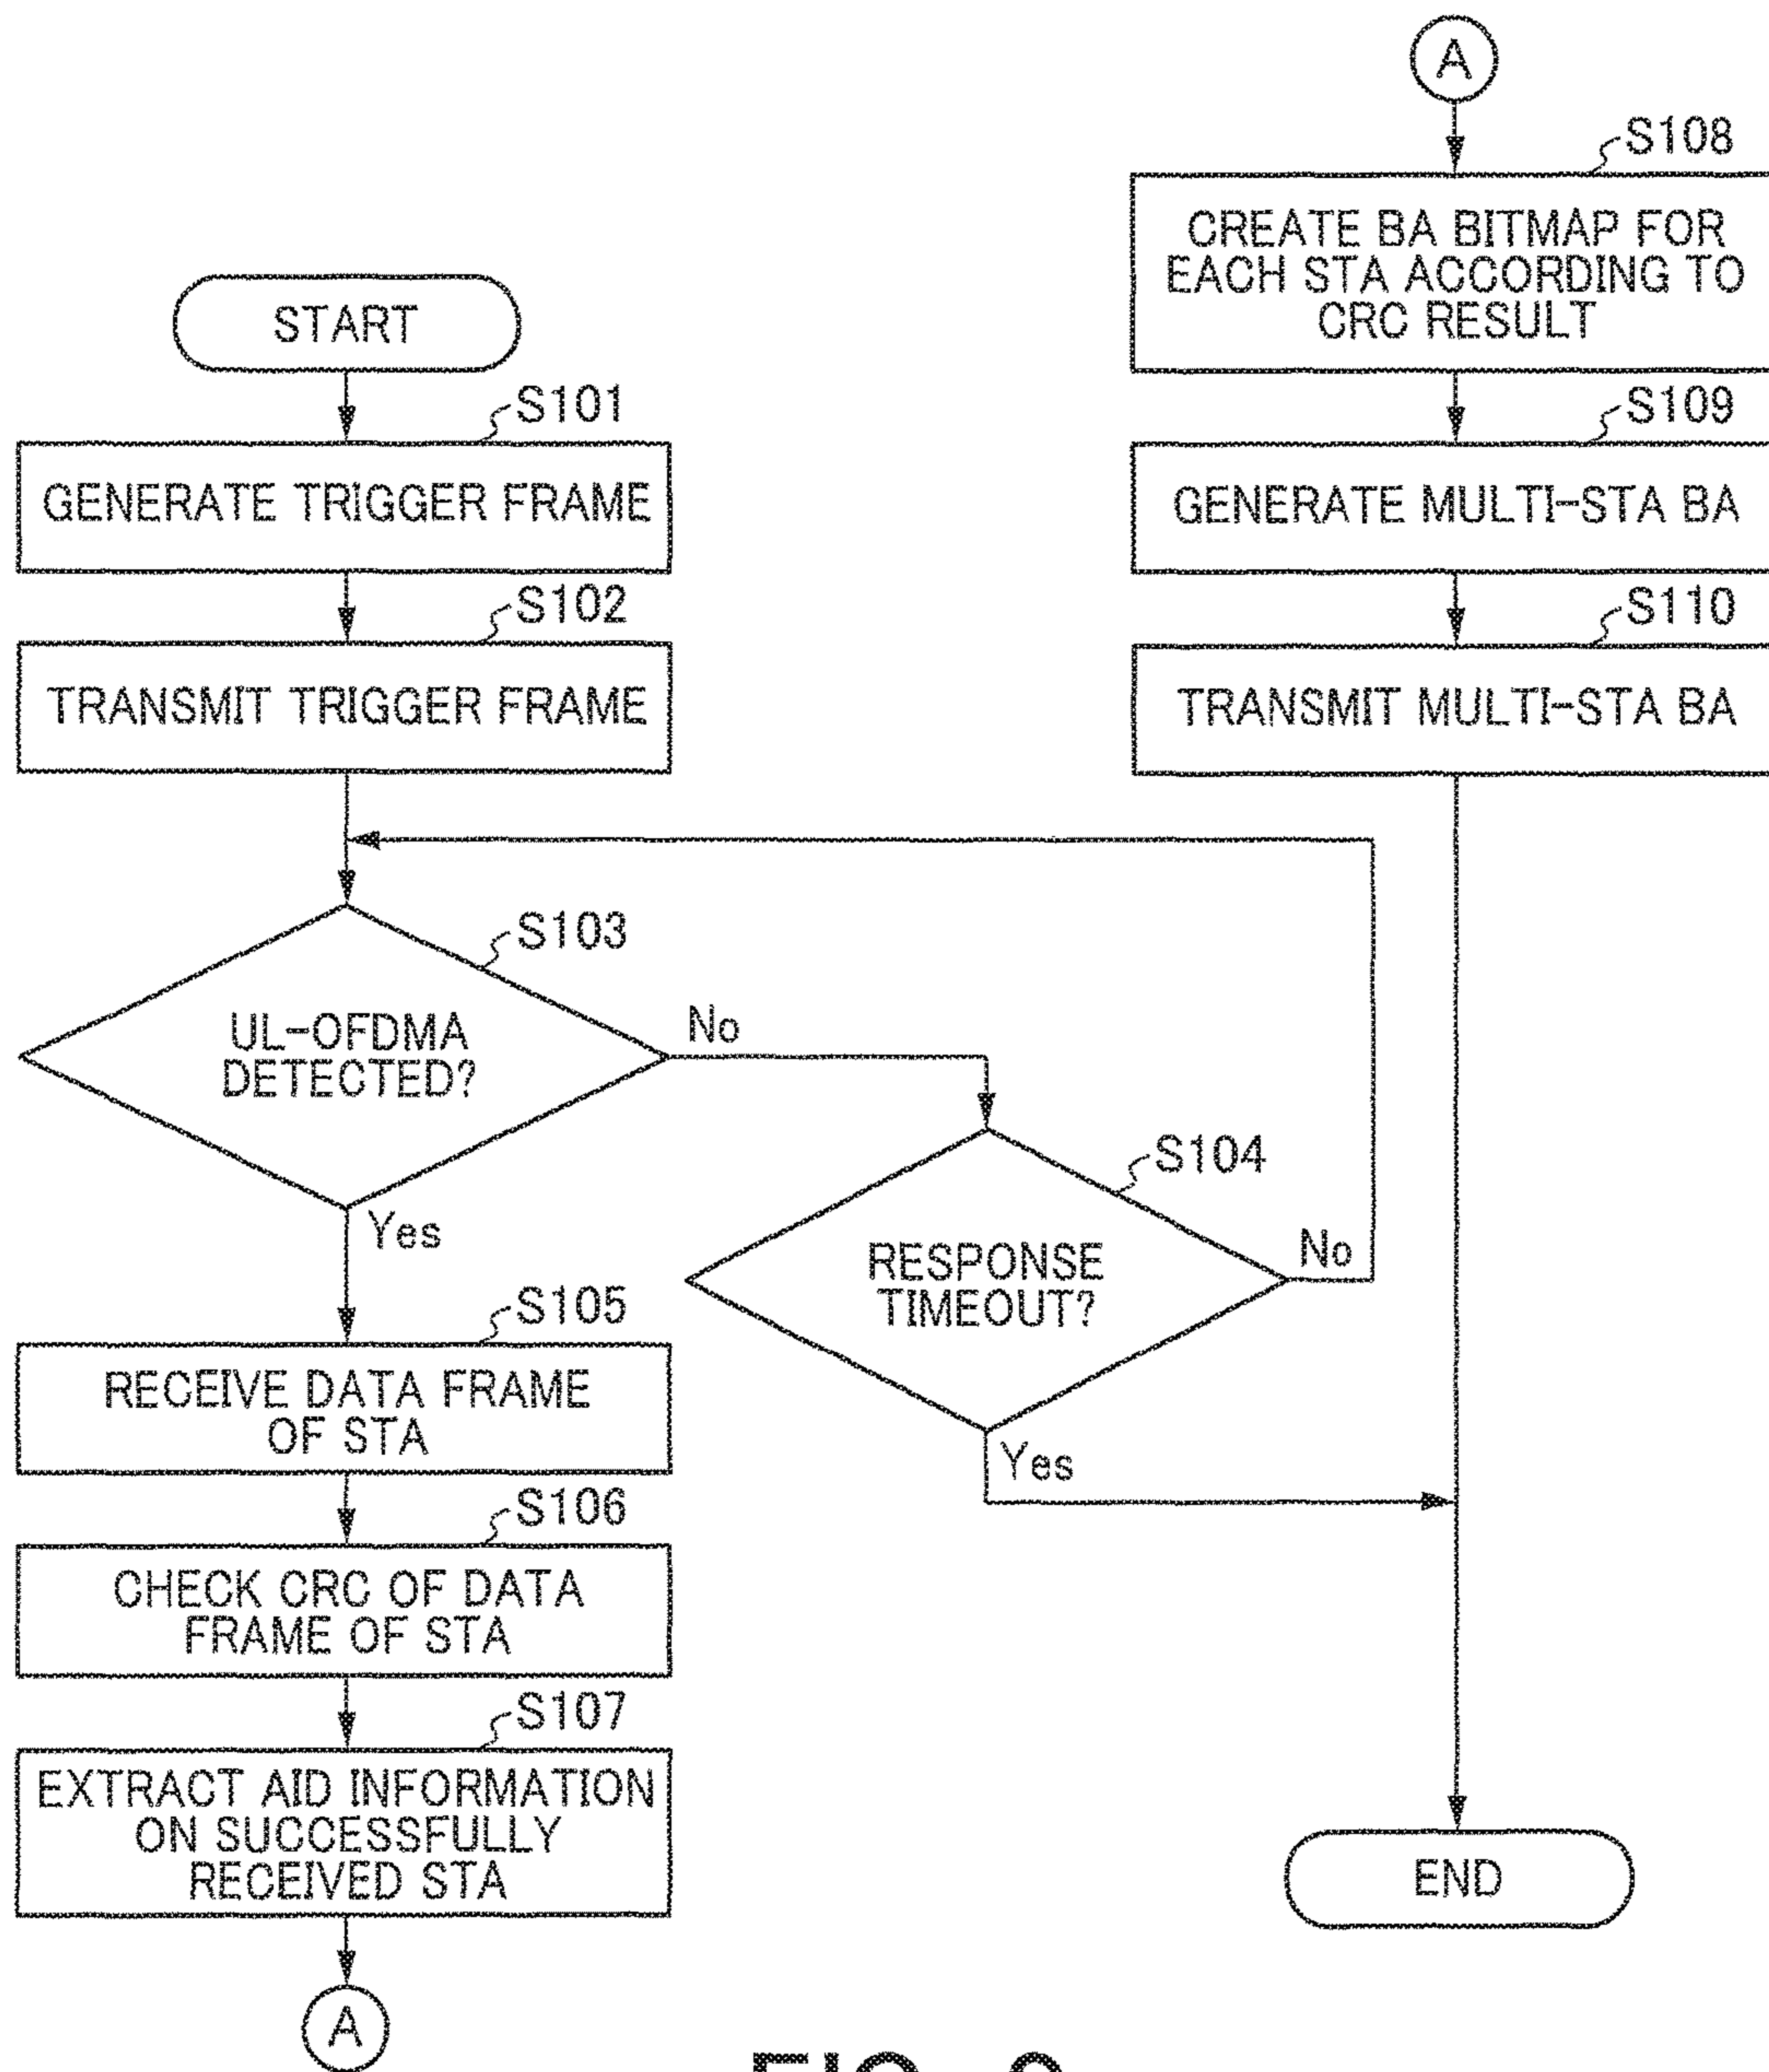 START
S101
GENERATE TRIGGER FRAME
S102
TRANSMIT TRIGGER FRAME
S103
UL-OFDMA
DETECTED?
No
Yes
S104
RESPONSE
TIMEOUT?
No
Yes
S105
RECEIVE DATA FRAME
OF STA
S106
CHECK CRC OF DATA
FRAME OF STA
S107
EXTRACT AID INFORMATION
ON SUCCESSFULLY
RECEIVED STA
A
A
S108
CREATE BA BITMAP FOR
EACH STA ACCORDING TO
CRC RESULT
S109
GENERATE MULTI-STA BA
S110
TRANSMIT MULTI-STA BA
END
FIG.